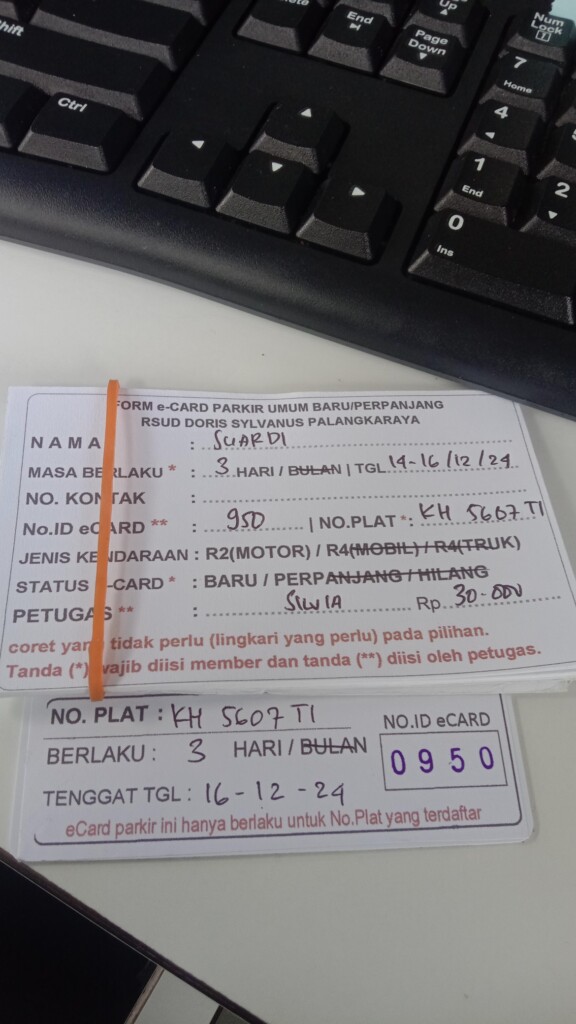 Shift
Ctrl
End
Up
Page
Down
Num
Lock
7
Home
4
1
End
2
0
Ins
FORM e-CARD PARKIR UMUM BARU/PERPANJANG
RSUD DORIS SYLVANUS PALANGKARAYA
NAMA : SUARDI
MASA BERLAKU * : 3 HARI / BULAN | TGL 14-16/12/24
NO. KONTAK :
No.ID eCARD ** : 950 | NO.PLAT *: KH 5607 TI
JENIS KENDARAAN : R2(MOTOR) / R4(MOBIL) / R4(TRUK)
STATUS e-CARD * : BARU / PERPANJANG / HILANG
PETUGAS ** : SILVIA Rp 30-000
coret yang tidak perlu (lingkari yang perlu) pada pilihan.
Tanda (*) wajib diisi member dan tanda (**) diisi oleh petugas.
NO. PLAT : KH 5607 TI
NO.ID eCARD
BERLAKU : 3 HARI / BULAN
0950
TENGGAT TGL : 16-12-24
eCard parkir ini hanya berlaku untuk No.Plat yang terdaftar